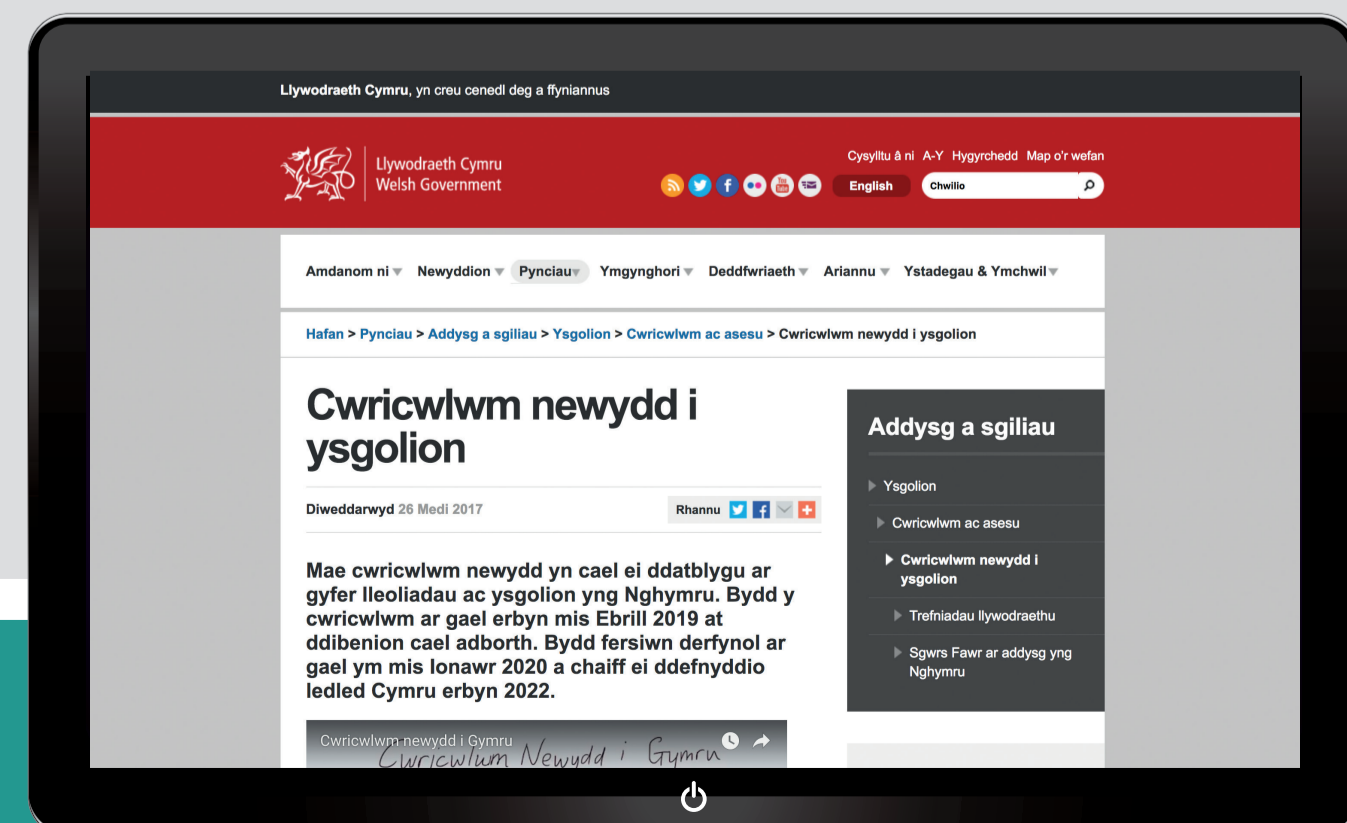 Llywodraeth Cymru, yn creu cenedl deg a ffyniannus
Llywodraeth Cymru
Welsh Government
Cysylltu â ni A-Y Hygyrchedd Map o'r wefan
English
Chwilio
Amdanom ni Newyddion Pynciau Ymgynghori Deddfwriaeth Ariannu Ystadegau & Ymchwil
Hafan > Pynciau > Addysg a sgiliau > Ysgolion > Cwricwlwm ac asesu > Cwricwlwm newydd i ysgolion
Cwricwlwm newydd i
ysgolion
Diweddarwyd 26 Medi 2017
Rhannu
Mae cwricwlwm newydd yn cael ei ddatblygu ar
gyfer lleoliadau ac ysgolion yng Nghymru. Bydd y
cwricwlwm ar gael erbyn mis Ebrill 2019 at
ddibenion cael adborth. Bydd fersiwn derfynol ar
gael ym mis Ionawr 2020 a chaiff ei ddefnyddio
ledled Cymru erbyn 2022.
Cwricwlwm newydd i Gymru
Cwricwlwm Newydd i Gymru
Addysg a sgiliau
Ysgolion
Cwricwlwm ac asesu
Cwricwlwm newydd i
ysgolion
Trefniadau llywodraethu
Sgwrs Fawr ar addysg yng
Nghymru